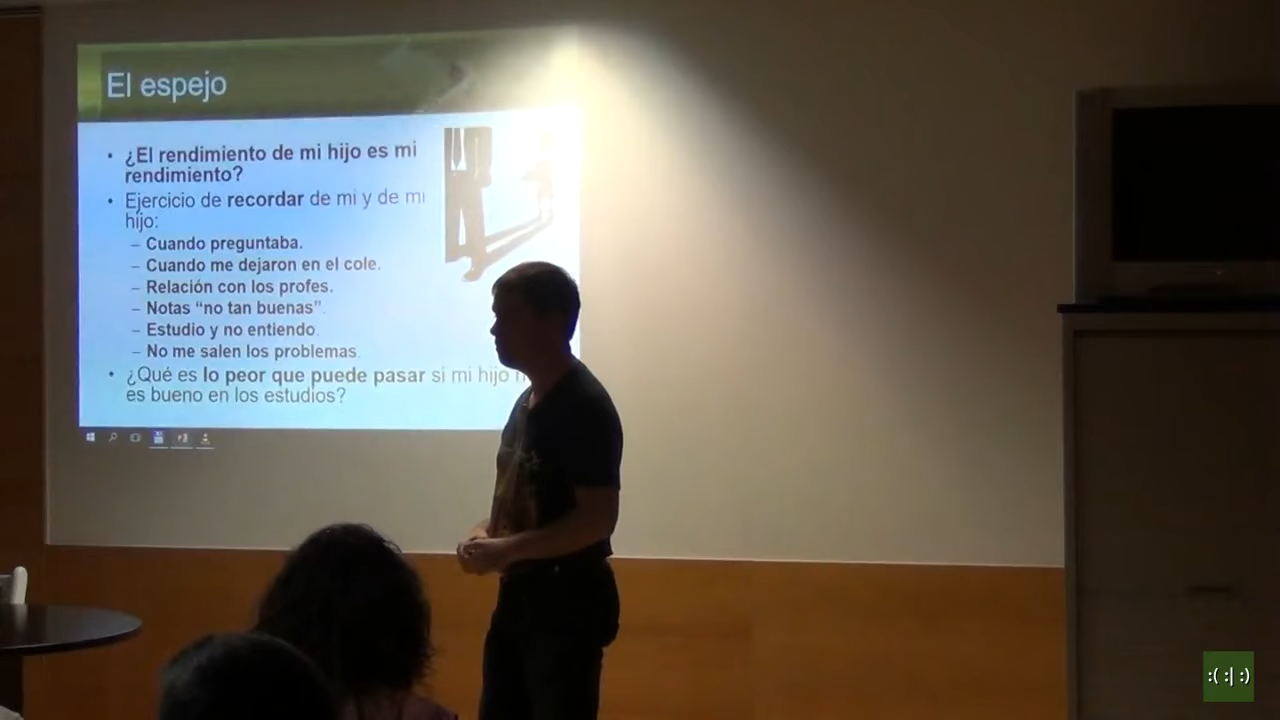 El espejo
• ¿El rendimiento de mi hijo es mi
rendimiento?
• Ejercicio de recordar de mi y de mi
hijo:
– Cuando preguntaba.
– Cuando me dejaron en el cole.
– Relación con los profes.
– Notas “no tan buenas”.
– Estudio y no entiendo.
– No me salen los problemas.
• ¿Qué es lo peor que puede pasar si mi hijo
es bueno en los estudios?
:( :| :)